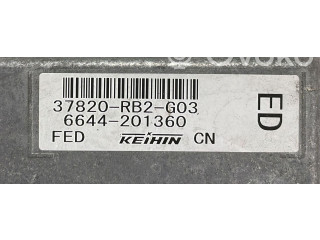 37820-RB2-G03
6644-201360
FED KEIHIN CN
ED